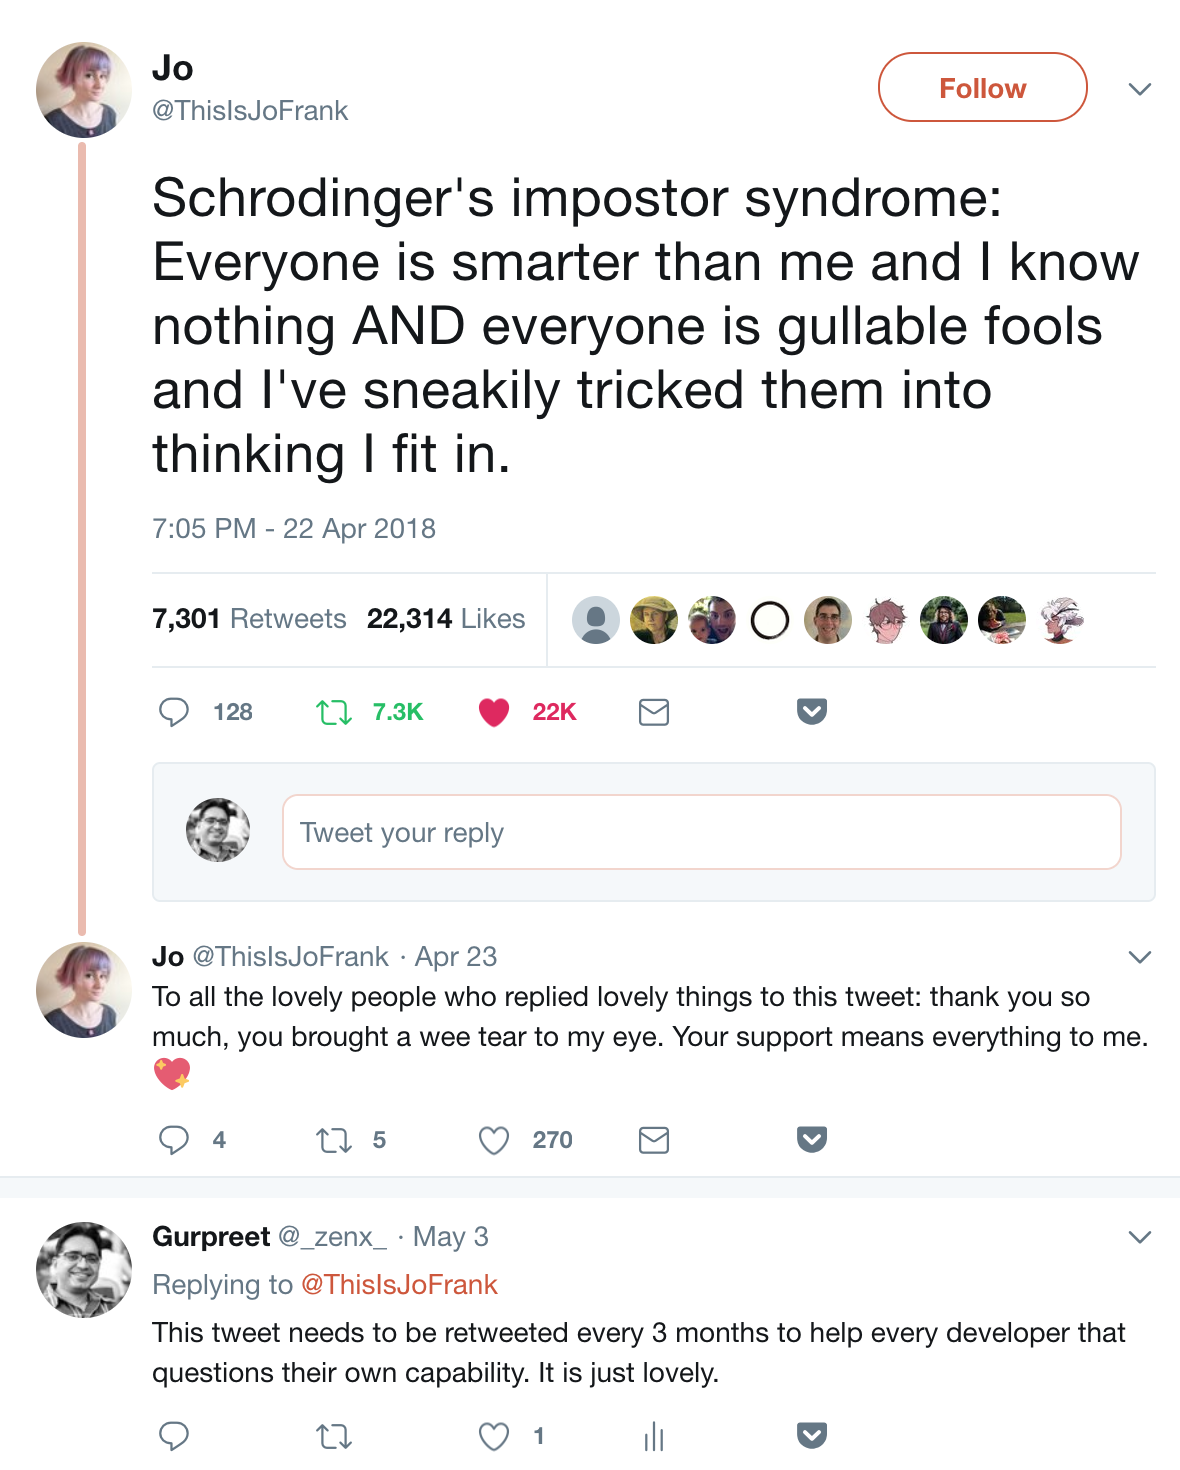 Jo
@ThisIsJoFrank
Follow
Schrodinger's impostor syndrome:
Everyone is smarter than me and I know
nothing AND everyone is gullable fools
and I've sneakily tricked them into
thinking I fit in.
7:05 PM - 22 Apr 2018
7,301 Retweets 22,314 Likes
128 7.3K 22K
Tweet your reply
Jo @ThisIsJoFrank · Apr 23
To all the lovely people who replied lovely things to this tweet: thank you so
much, you brought a wee tear to my eye. Your support means everything to me.
💖
4 5 270
Gurpreet @_zenx_ · May 3
Replying to @ThisIsJoFrank
This tweet needs to be retweeted every 3 months to help every developer that
questions their own capability. It is just lovely.
1